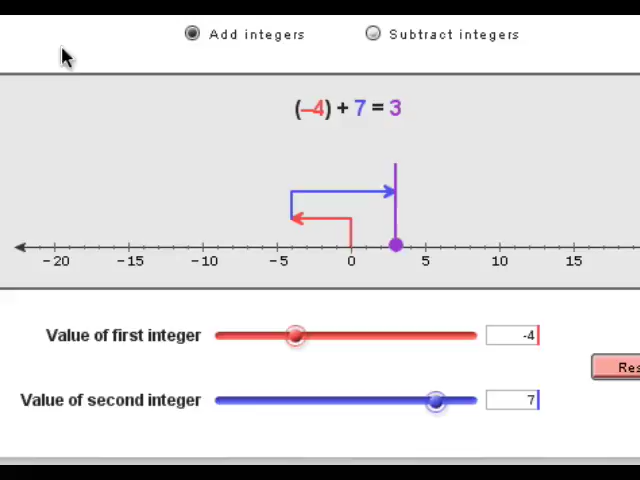 Add integers Subtract integers
(–4) + 7 = 3
–20 –15 –10 –5 0 5 10 15
Value of first integer -4
Value of second integer 7